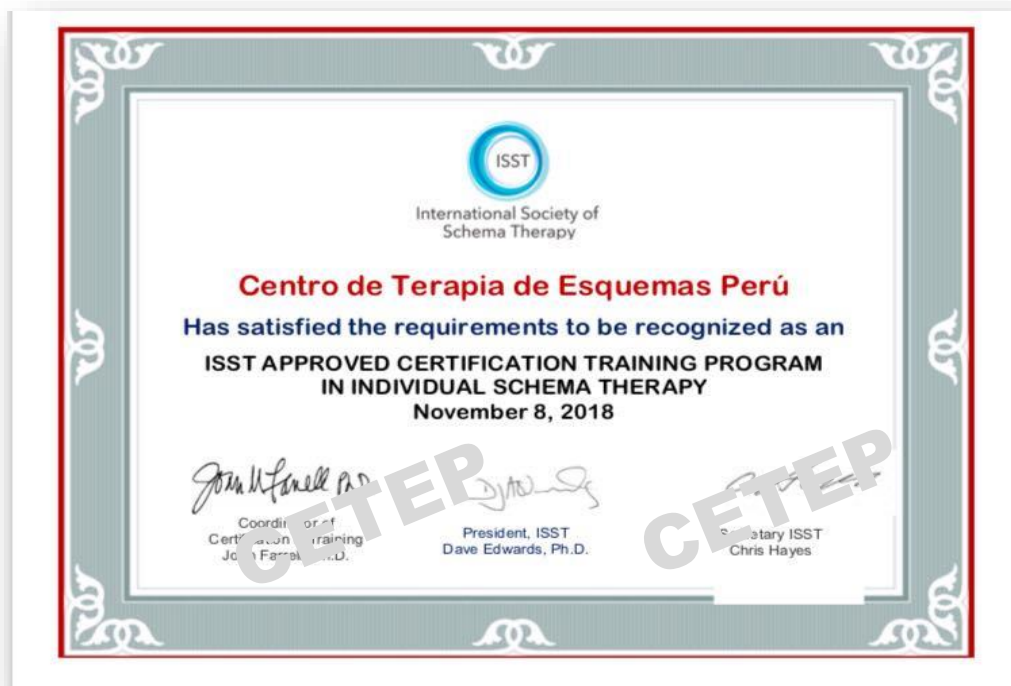 ISST
International Society of
Schema Therapy
Centro de Terapia de Esquemas Perú
Has satisfied the requirements to be recognized as an
ISST APPROVED CERTIFICATION TRAINING PROGRAM
IN INDIVIDUAL SCHEMA THERAPY
November 8, 2018
CETEP
CETEP
Training
President, ISST
Dave Edwards, Ph.D.
ISST
Chris Hayes